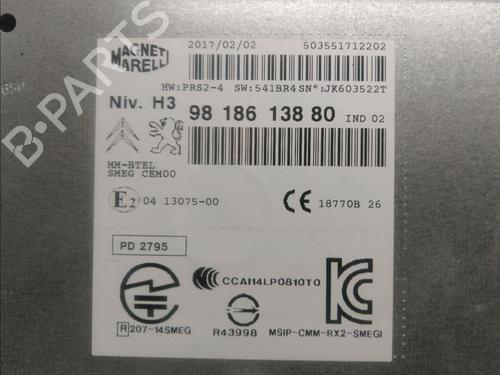 MAGNETI MARELLI
2017/02/02 503551712202
HW:PRS2-4 SW:541BR4 SN°:JK603522T
Niv. H3 98 186 138 80 IND 02
MM-BTEL
SMEG CEM00
E2 04 13075-00 CE 18770B 26
PD 2795
CCAI14LP0810T0
R 207-14SMEG R43998 MSIP-CMM-RX2-SMEGI